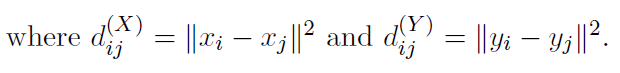 where $d_{ij}^{(X)} = \|x_i - x_j\|^2$ and $d_{ij}^{(Y)} = \|y_i - y_j\|^2$.